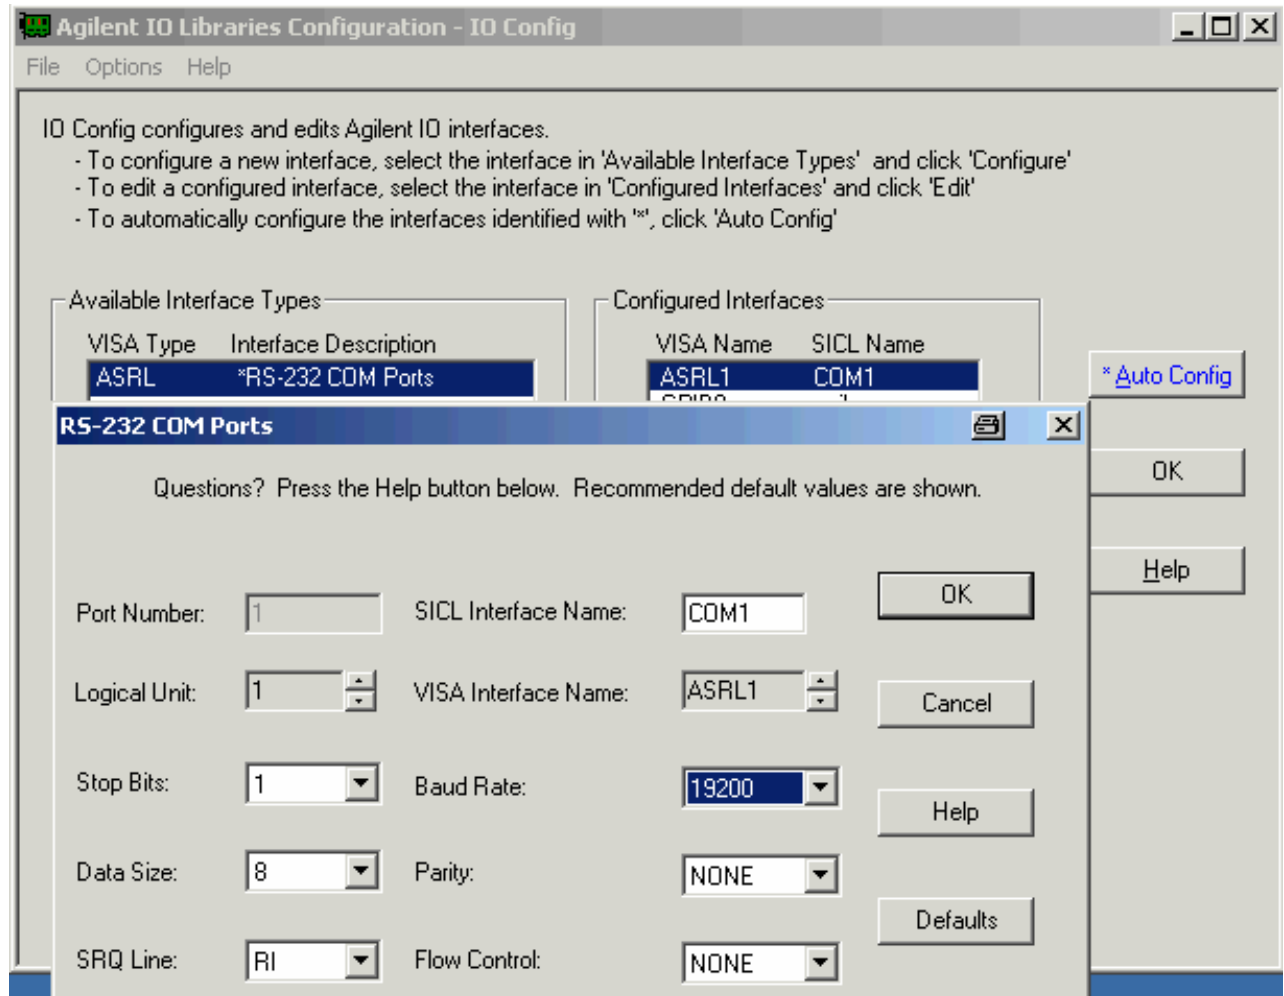 Agilent IO Libraries Configuration - IO Config
File Options Help
IO Config configures and edits Agilent IO interfaces.
- To configure a new interface, select the interface in 'Available Interface Types' and click 'Configure'
- To edit a configured interface, select the interface in 'Configured Interfaces' and click 'Edit'
- To automatically configure the interfaces identified with '*', click 'Auto Config'
Available Interface Types Configured Interfaces
VISA Type Interface Description VISA Name SICL Name
ASRL *RS-232 COM Ports ASRL1 COM1
* Auto Config
RS-232 COM Ports
OK
Questions? Press the Help button below. Recommended default values are shown.
Help
Port Number: 1 SICL Interface Name: COM1 OK
Logical Unit: 1 VISA Interface Name: ASRL1 Cancel
Stop Bits: 1 Baud Rate: 19200 Help
Data Size: 8 Parity: NONE
Defaults
SRQ Line: RI Flow Control: NONE